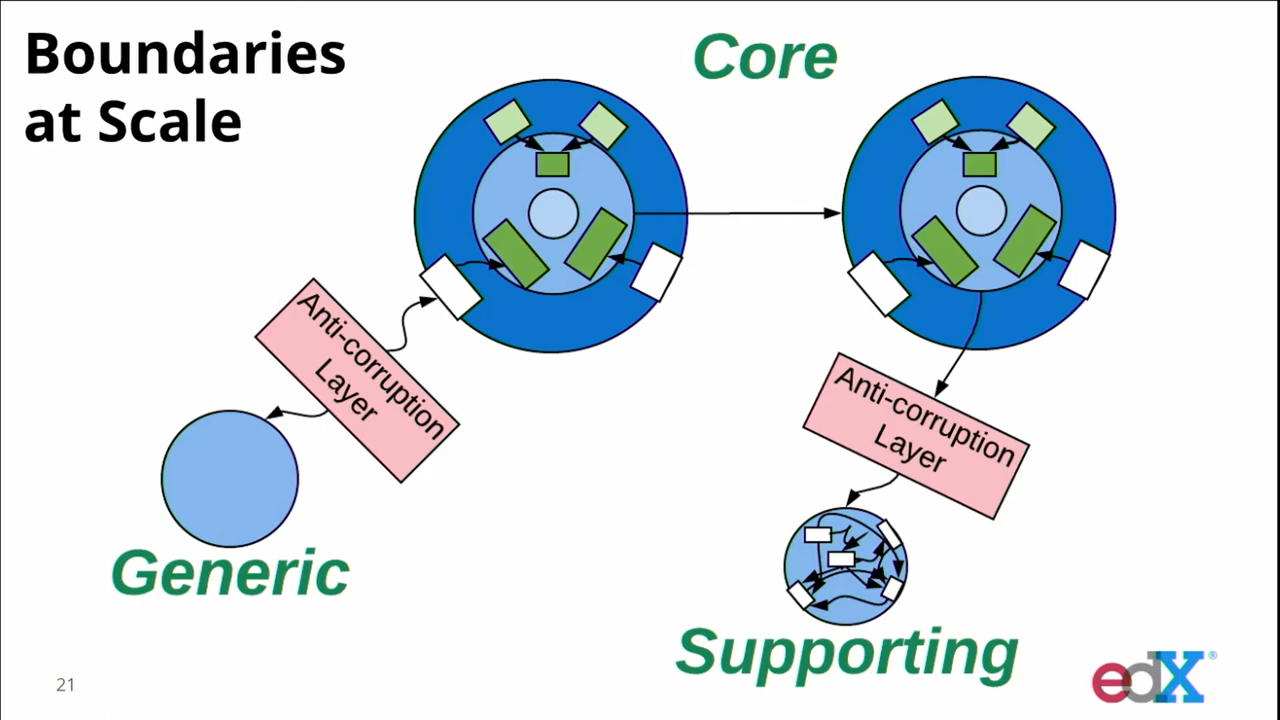 Boundaries
at Scale
Core
Anti-corruption
Layer
Anti-corruption
Layer
Generic
Supporting
21
edX®